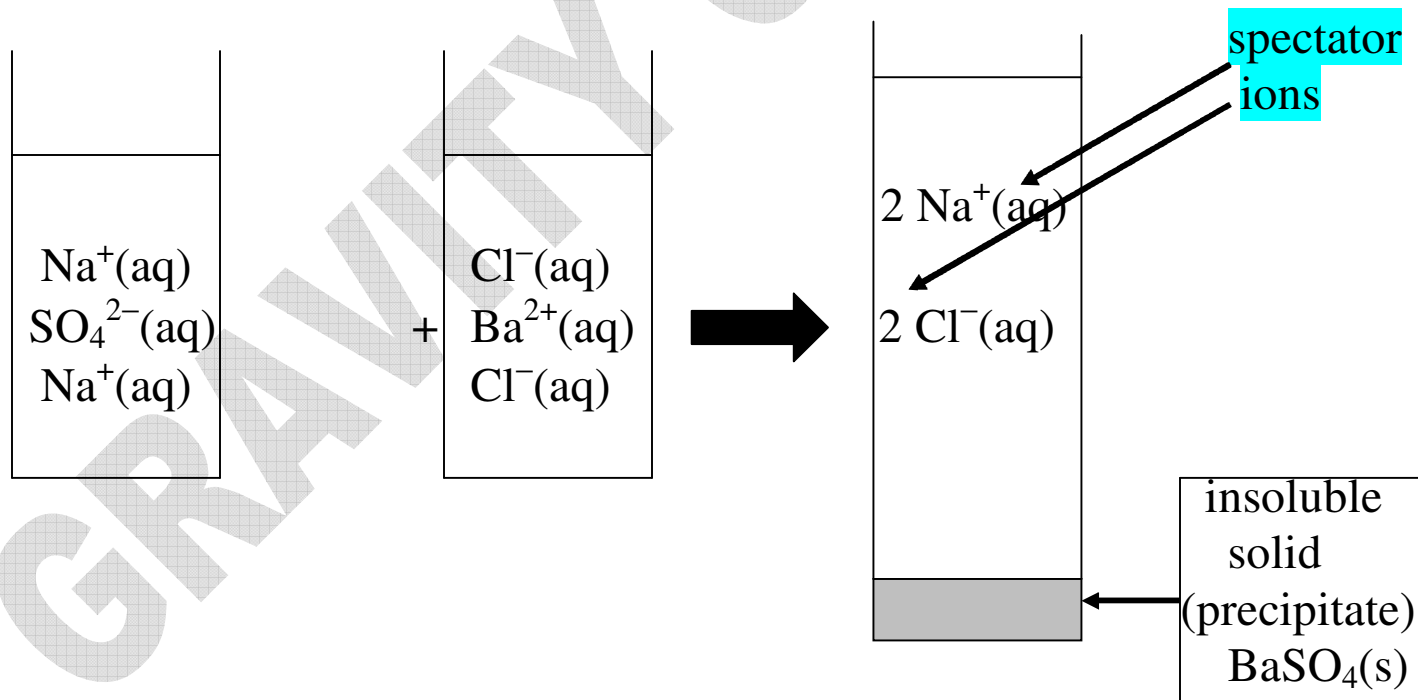 GRAVITY
spectator
ions
Na⁺(aq)
SO₄²⁻(aq)
Na⁺(aq)
+
Cl⁻(aq)
Ba²⁺(aq)
Cl⁻(aq)
2 Na⁺(aq)
2 Cl⁻(aq)
insoluble
solid
(precipitate)
BaSO₄(s)